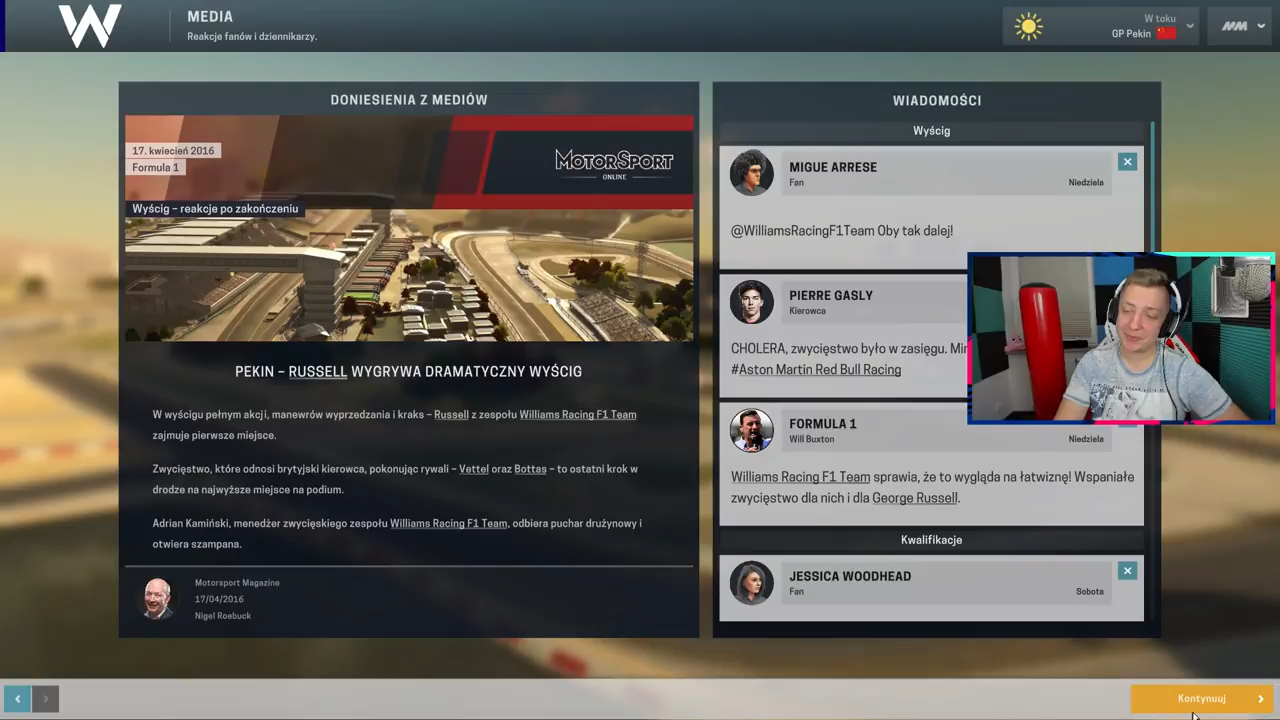 W
MEDIA
Reakcje fanów i dziennikarzy.
W toku
GP Pekin
DONIESIENIA Z MEDIÓW
17. kwiecień 2016
Formula 1
MOTORSPORT
ONLINE
Wyścig – reakcje po zakończeniu
PEKIN – RUSSELL WYGRYWA DRAMATYCZNY WYŚCIG
W wyścigu pełnym akcji, manewrów wyprzedzania i kraks – Russell z zespołu Williams Racing F1 Team
zajmuje pierwsze miejsce.
Zwycięstwo, które odnosi brytyjski kierowca, pokonując rywali – Vettel oraz Bottas – to ostatni krok w
drodze na najwyższe miejsce na podium.
Adrian Kamiński, menedżer zwycięskiego zespołu Williams Racing F1 Team, odbiera puchar drużynowy i
otwiera szampana.
Motorsport Magazine
17/04/2016
Nigel Roebuck
WIADOMOŚCI
Wyścig
MIGUE ARRESE
Fan
Niedziela
@WilliamsRacingF1Team Oby tak dalej!
PIERRE GASLY
Kierowca
CHOLERA, zwycięstwo było w zasięgu.
#Aston Martin Red Bull Racing
FORMULA 1
Will Buxton
Niedziela
Williams Racing F1 Team sprawia, że to wygląda na łatwiznę! Wspaniałe
zwycięstwo dla nich i dla George Russell.
Kwalifikacje
JESSICA WOODHEAD
Fan
Sobota
Kontynuuj